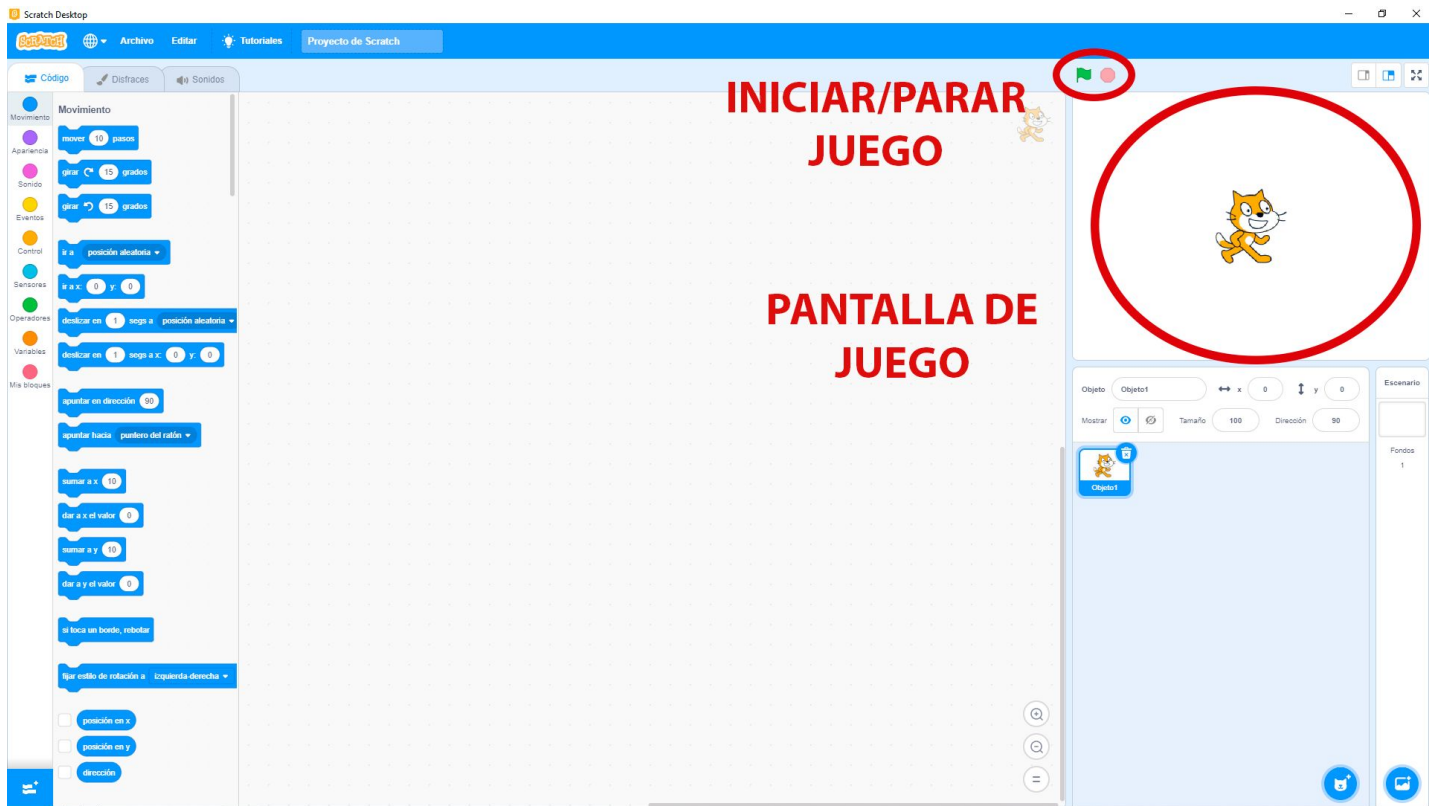 Scratch Desktop
SCRATCH Archivo Editar Tutoriales Proyecto de Scratch
Código Disfraces Sonidos
Movimiento
Apariencia
Sonido
Eventos
Control
Sensores
Operadores
Variables
Mis bloques
Movimiento
mover 10 pasos
girar 15 grados
girar 15 grados
ir a posición aleatoria
ir a x: 0 y: 0
deslizar en 1 segs a posición aleatoria
deslizar en 1 segs a x: 0 y: 0
apuntar en dirección 90
apuntar hacia puntero del ratón
sumar a x 10
dar a x el valor 0
sumar a y 10
dar a y el valor 0
si toca un borde, rebotar
fijar estilo de rotación a izquierda-derecha
posición en x
posición en y
dirección
INICIAR/PARAR
JUEGO
PANTALLA DE
JUEGO
Objeto Objeto1 x 0 y 0
Mostrar Tamaño 100 Dirección 90
Objeto1
Escenario
Fondos
1